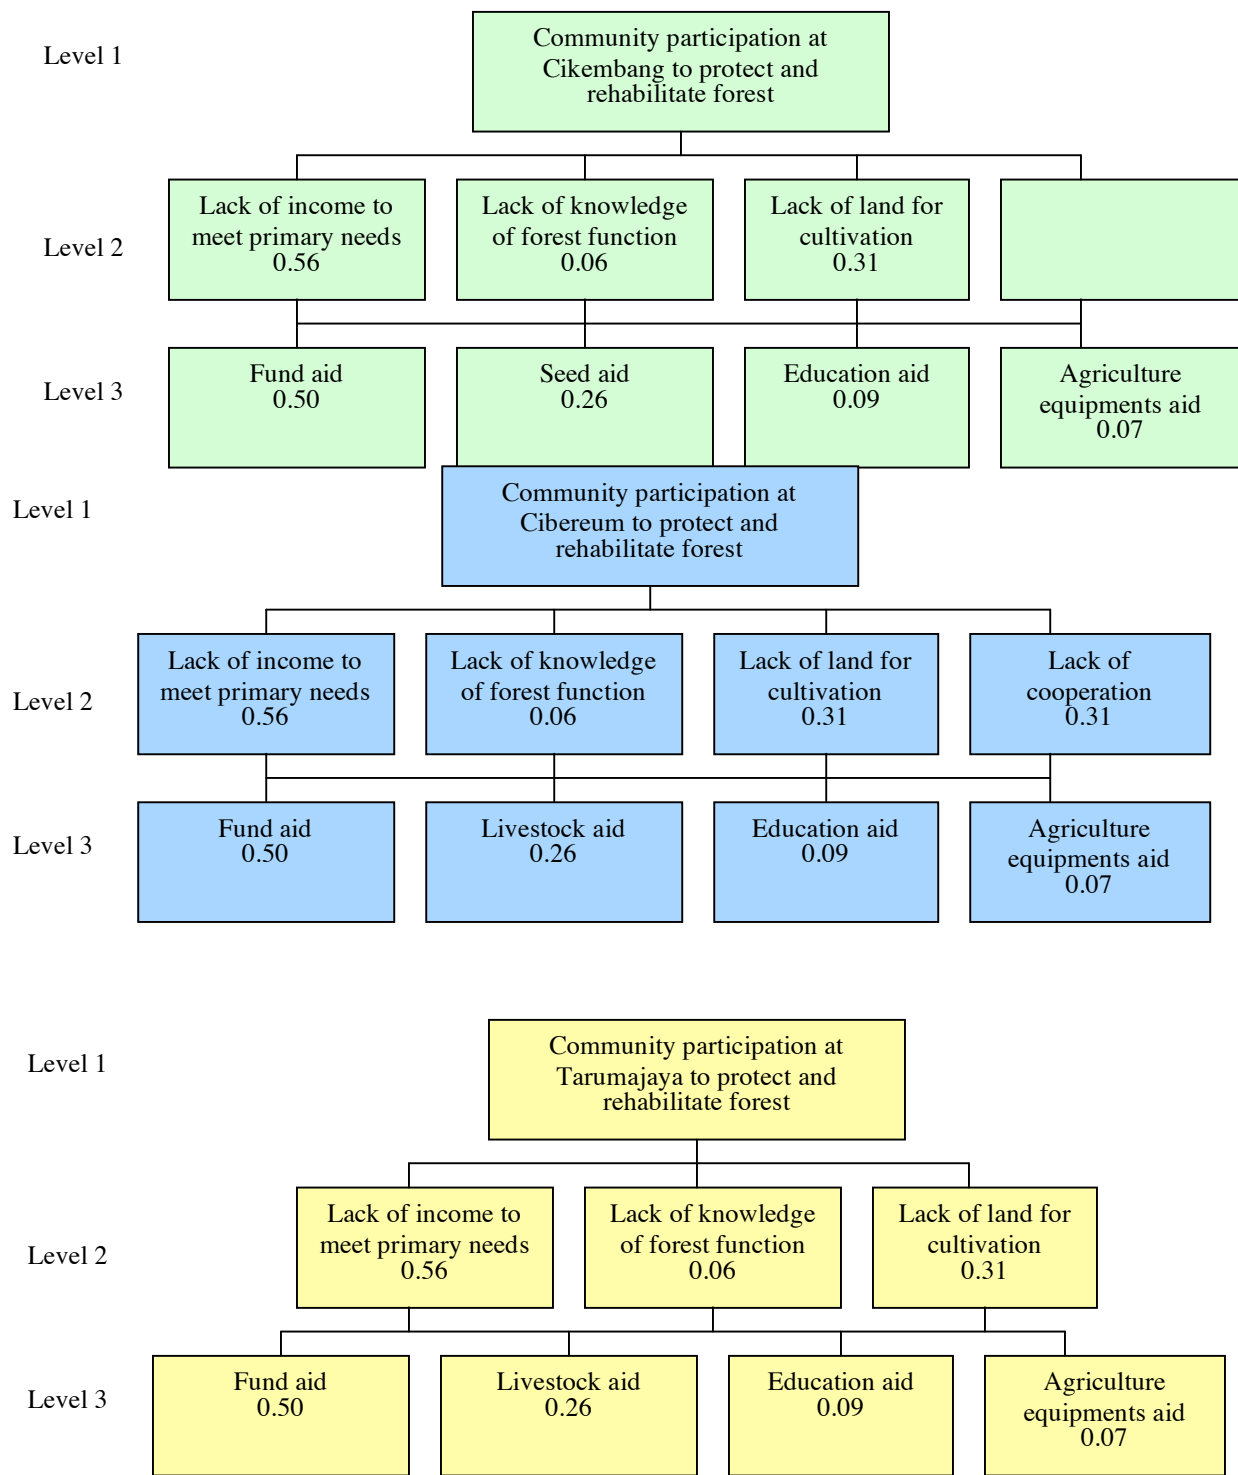 Level 1
Community participation at
Cikembang to protect and
rehabilitate forest
Level 2
Lack of income to
meet primary needs
0.56
Lack of knowledge
of forest function
0.06
Lack of land for
cultivation
0.31
Level 3
Fund aid
0.50
Seed aid
0.26
Education aid
0.09
Agriculture
equipments aid
0.07
Level 1
Community participation at
Cibereum to protect and
rehabilitate forest
Level 2
Lack of income to
meet primary needs
0.56
Lack of knowledge
of forest function
0.06
Lack of land for
cultivation
0.31
Lack of
cooperation
0.31
Level 3
Fund aid
0.50
Livestock aid
0.26
Education aid
0.09
Agriculture
equipments aid
0.07
Level 1
Community participation at
Tarumajaya to protect and
rehabilitate forest
Level 2
Lack of income to
meet primary needs
0.56
Lack of knowledge
of forest function
0.06
Lack of land for
cultivation
0.31
Level 3
Fund aid
0.50
Livestock aid
0.26
Education aid
0.09
Agriculture
equipments aid
0.07